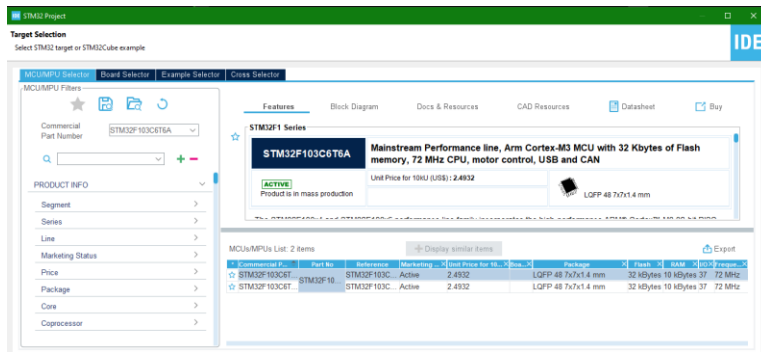 IDE STM32 Project
Target Selection
Select STM32 target or STM32Cube example
IDE
MCU/MPU Selector Board Selector Example Selector Cross Selector
MCU/MPU Filters
Commercial Part Number STM32F103C6T6A
PRODUCT INFO
Segment
Series
Line
Marketing Status
Price
Package
Core
Coprocessor
Features Block Diagram Docs & Resources CAD Resources Datasheet Buy
STM32F1 Series
STM32F103C6T6A
Mainstream Performance line, Arm Cortex-M3 MCU with 32 Kbytes of Flash
memory, 72 MHz CPU, motor control, USB and CAN
ACTIVE
Product is in mass production
Unit Price for 10kU (US$) : 2.4932
LQFP 48 7x7x1.4 mm
MCUs/MPUs List: 2 items + Display similar items Export
* Commercial P... Part No Reference Marketing ... X Unit Price for 10... X Boa... X Package X Flash X RAM X I/O X Freque... X
STM32F103C6T... STM32F10... STM32F103C... Active 2.4932 LQFP 48 7x7x1.4 mm 32 kBytes 10 kBytes 37 72 MHz
STM32F103C6T... STM32F103C... Active 2.4932 LQFP 48 7x7x1.4 mm 32 kBytes 10 kBytes 37 72 MHz